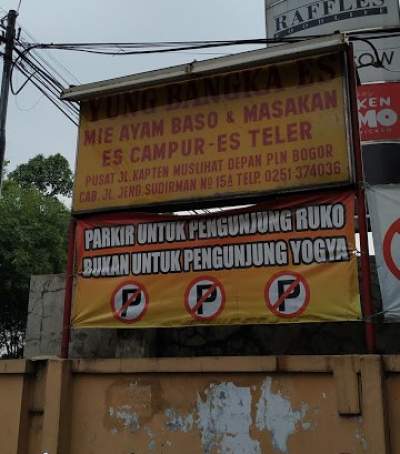 RAFFLES
YUNG BANGKA ES
MIE AYAM BASO & MASAKAN
ES CAMPUR-ES TELER
PUSAT JL.KAPTEN MUSLIHAT DEPAN PLN BOGOR
CAB. JL. JEND. SUDIRMAN No 15A TELP. 0251 374036
PARKIR UNTUK PENGUNJUNG RUKO
BUKAN UNTUK PENGUNJUNG YOGYA
P P P